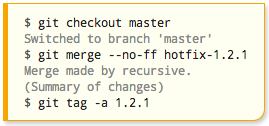 $ git checkout master
Switched to branch 'master'
$ git merge --no-ff hotfix-1.2.1
Merge made by recursive.
(Summary of changes)
$ git tag -a 1.2.1